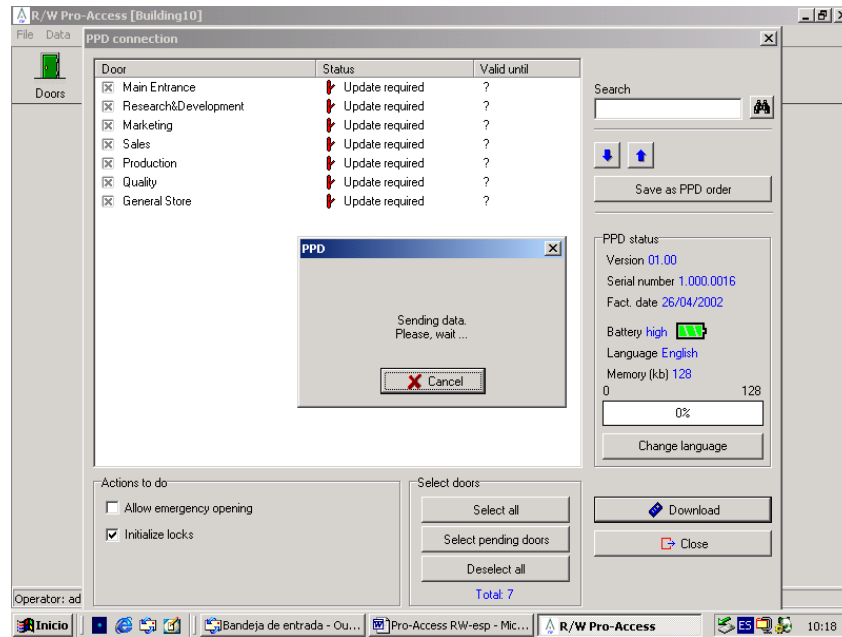 R/W Pro-Access [Building10]
File Data
PPD connection
Doors
Door Status Valid until
Main Entrance Update required ?
Research&Development Update required ?
Marketing Update required ?
Sales Update required ?
Production Update required ?
Quality Update required ?
General Store Update required ?
Search
Save as PPD order
PPD
Sending data.
Please, wait ...
Cancel
PPD status
Version 01.00
Serial number 1.000.0016
Fact. date 26/04/2002
Battery high
Language English
Memory (kb) 128
0 128
0%
Change language
Actions to do
Allow emergency opening
Initialize locks
Select doors
Select all
Select pending doors
Deselect all
Total: 7
Download
Close
Operator: ad
Inicio
Bandeja de entrada - Ou...
Pro-Access RW-esp - Mic...
R/W Pro-Access
ES
10:18